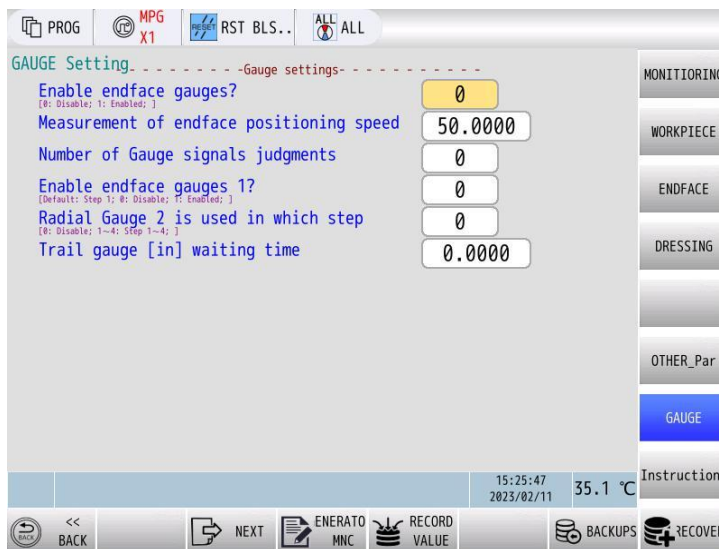 PROG
MPG
X1
RESET
RST BLS..
ALL
ALL
GAUGE Setting
- - - - - - - - -Gauge settings- - - - - - - - - - -
Enable endface gauges?
[0: Disable; 1: Enabled; ]
0
Measurement of endface positioning speed
50.0000
Number of Gauge signals judgments
0
Enable endface gauges 1?
[Default: Step 1; 0: Disable; 1: Enabled; ]
0
Radial Gauge 2 is used in which step
[0: Disable; 1~4: Step 1~4; ]
0
Trail gauge [in] waiting time
0.0000
MONITIORING
WORKPIECE
ENDFACE
DRESSING
OTHER_Par
GAUGE
Instruction
15:25:47
2023/02/11
35.1 ℃
BACK
<<
BACK
NEXT
ENERATO
MNC
RECORD
VALUE
BACKUPS
RECOVE